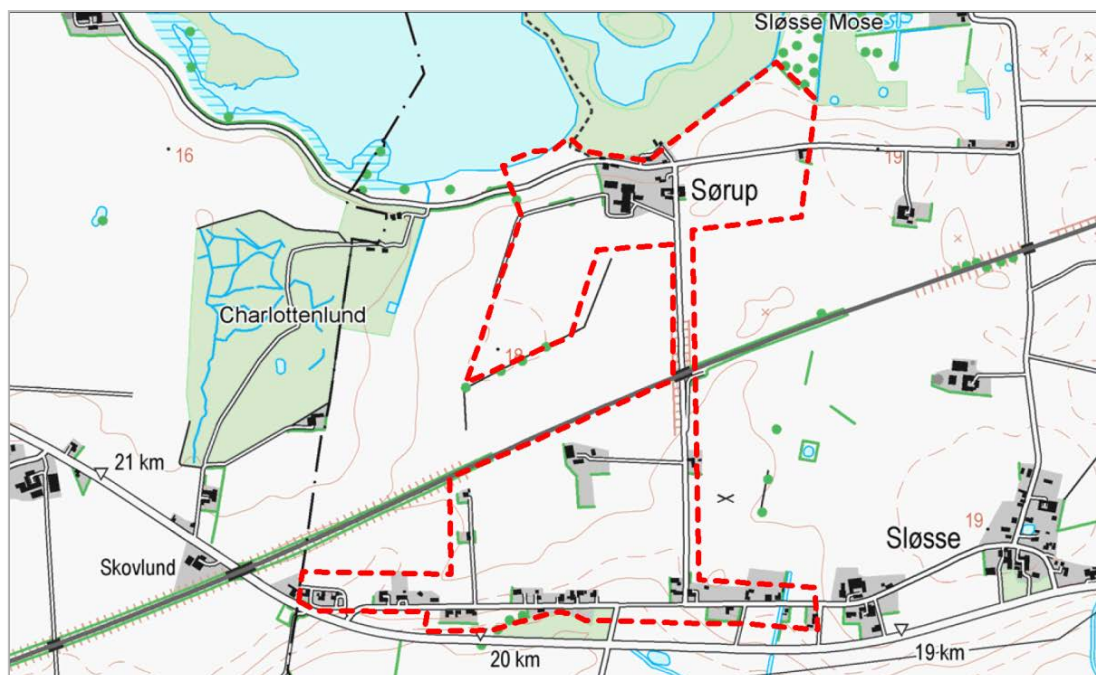 Sløsse Mose
16
19
Sørup
Charlottenlund
18
21 km
19
Sløsse
Skovlund
20 km
19 km